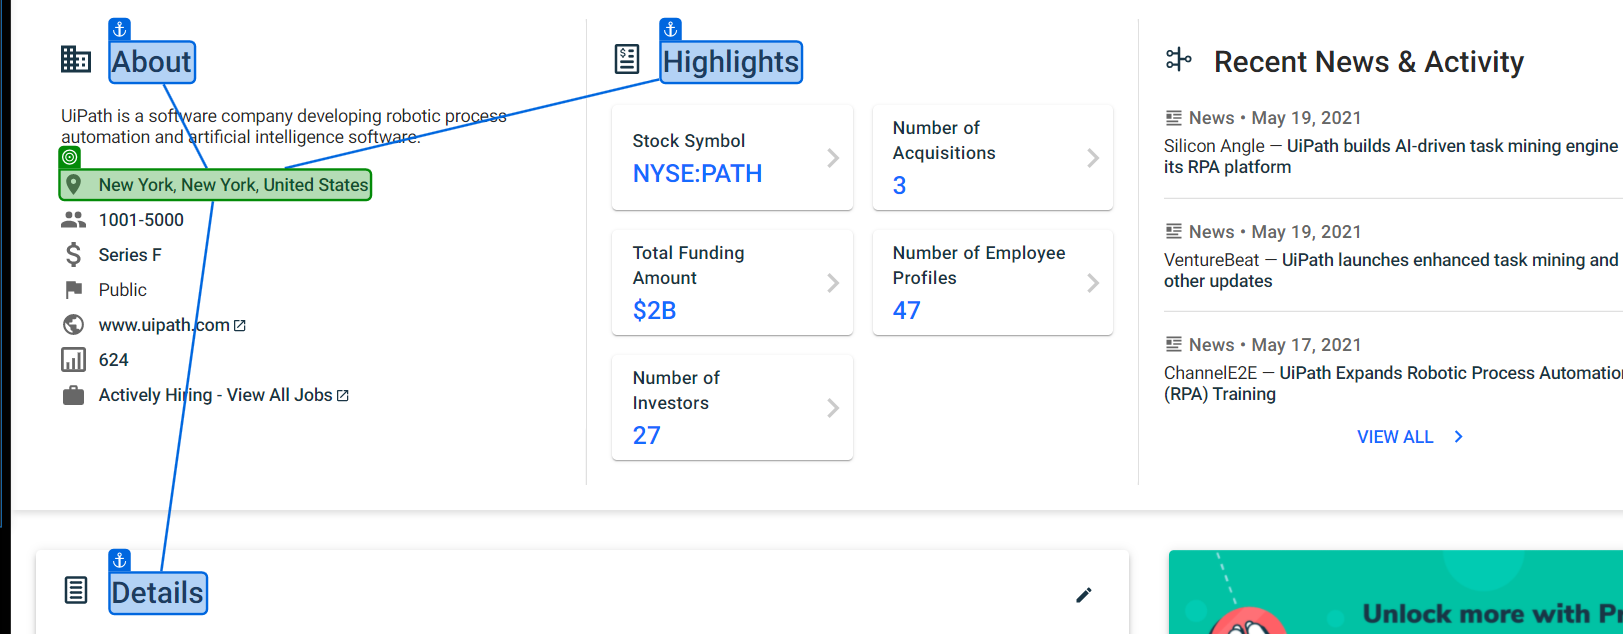 About
UiPath is a software company developing robotic process
automation and artificial intelligence software.
New York, New York, United States
1001-5000
Series F
Public
www.uipath.com
624
Actively Hiring - View All Jobs
Highlights
Stock Symbol
NYSE:PATH
Number of
Acquisitions
3
Total Funding
Amount
$2B
Number of Employee
Profiles
47
Number of
Investors
27
Recent News & Activity
News • May 19, 2021
Silicon Angle — UiPath builds AI-driven task mining engine
its RPA platform
News • May 19, 2021
VentureBeat — UiPath launches enhanced task mining and
other updates
News • May 17, 2021
ChannelE2E — UiPath Expands Robotic Process Automation
(RPA) Training
VIEW ALL
Details
Unlock more with